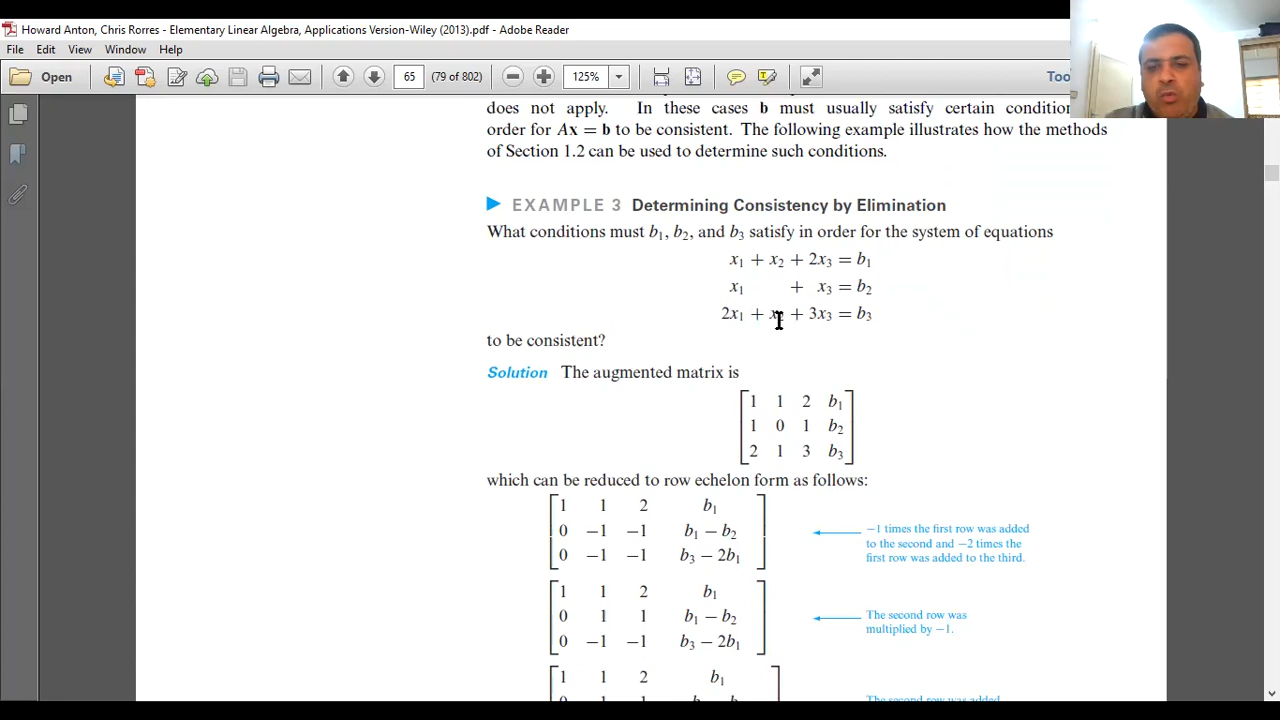 Howard Anton, Chris Rorres - Elementary Linear Algebra, Applications Version-Wiley (2013).pdf - Adobe Reader
File Edit View Window Help
Open 65 (79 of 802) 125% Too
does not apply. In these cases b must usually satisfy certain condition
order for Ax = b to be consistent. The following example illustrates how the methods
of Section 1.2 can be used to determine such conditions.
EXAMPLE 3 Determining Consistency by Elimination
What conditions must b₁, b₂, and b₃ satisfy in order for the system of equations
x₁ + x₂ + 2x₃ = b₁
x₁ + x₃ = b₂
2x₁ + x₂ + 3x₃ = b₃
to be consistent?
Solution The augmented matrix is
1 1 2 b₁
1 0 1 b₂
2 1 3 b₃
which can be reduced to row echelon form as follows:
1 1 2 b₁
0 −1 −1 b₁ − b₂
0 −1 −1 b₃ − 2b₁
−1 times the first row was added
to the second and −2 times the
first row was added to the third.
1 1 2 b₁
0 1 1 b₁ − b₂
0 −1 −1 b₃ − 2b₁
The second row was
multiplied by −1.
1 1 2 b₁
The second row was added